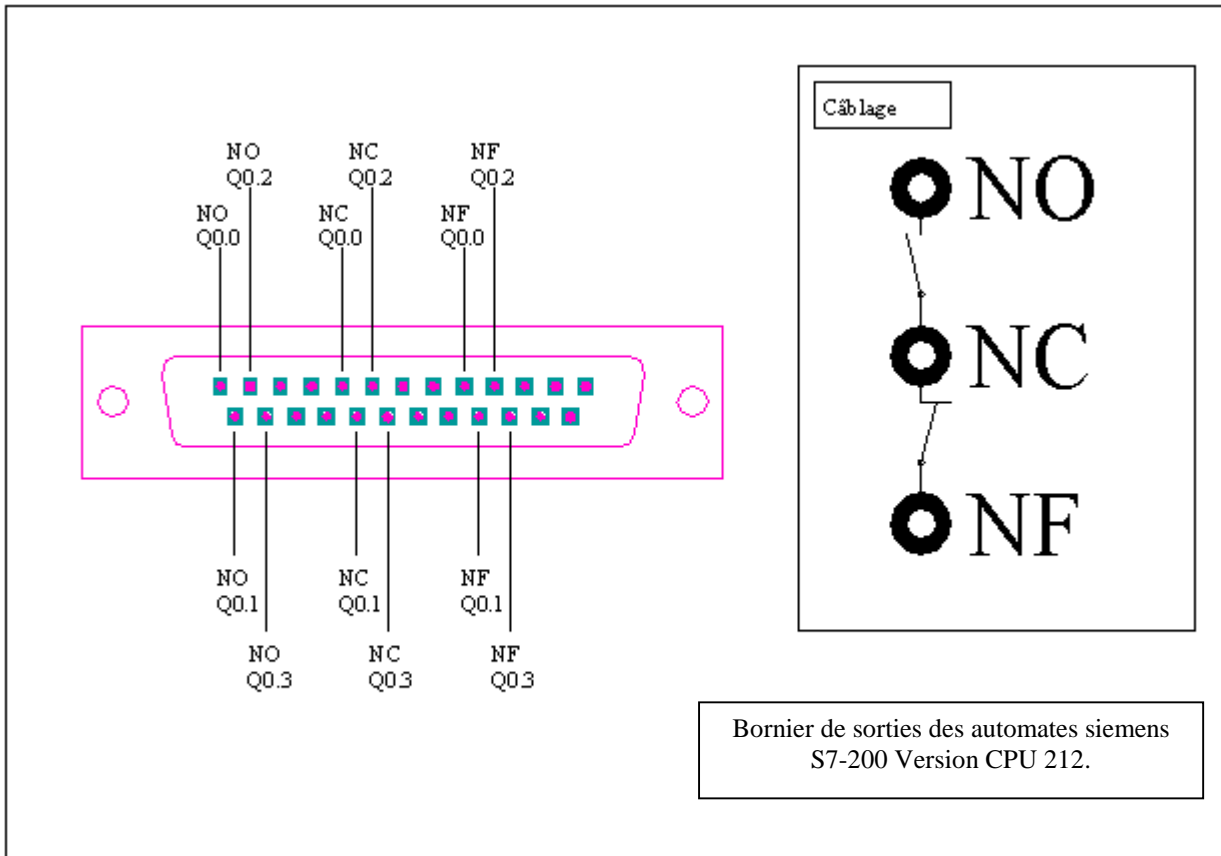 Câblage
NO
NC
NF
NO
Q0.2
NC
Q0.2
NF
Q0.2
NO
Q0.0
NC
Q0.0
NF
Q0.0
NO
Q0.1
NC
Q0.1
NF
Q0.1
NO
Q0.3
NC
Q0.3
NF
Q0.3
Bornier de sorties des automates siemens
S7-200 Version CPU 212.